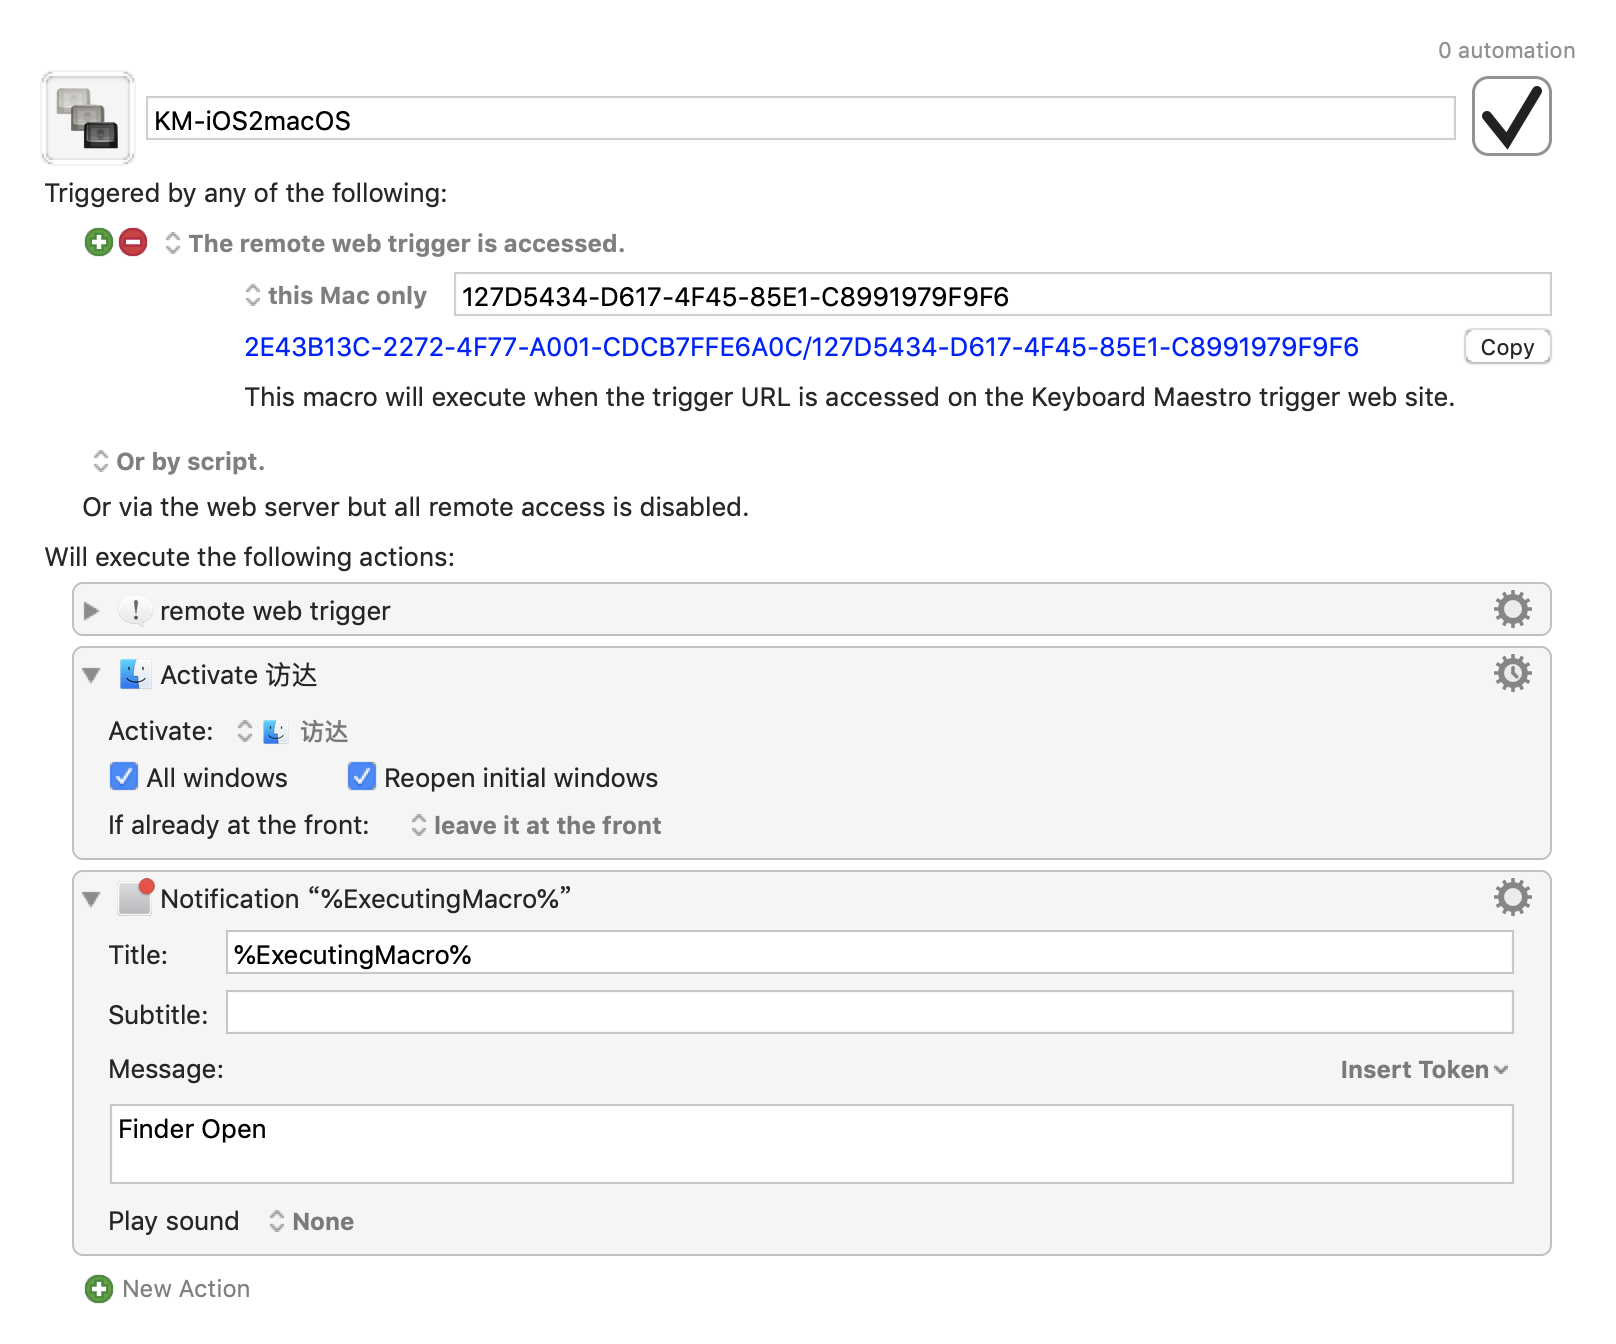 0 automation
KM-iOS2macOS
Triggered by any of the following:
The remote web trigger is accessed.
this Mac only 127D5434-D617-4F45-85E1-C8991979F9F6
2E43B13C-2272-4F77-A001-CDCB7FFE6A0C/127D5434-D617-4F45-85E1-C8991979F9F6 Copy
This macro will execute when the trigger URL is accessed on the Keyboard Maestro trigger web site.
Or by script.
Or via the web server but all remote access is disabled.
Will execute the following actions:
remote web trigger
Activate 访达
Activate: 访达
All windows Reopen initial windows
If already at the front: leave it at the front
Notification “%ExecutingMacro%”
Title: %ExecutingMacro%
Subtitle:
Message: Insert Token
Finder Open
Play sound None
New Action